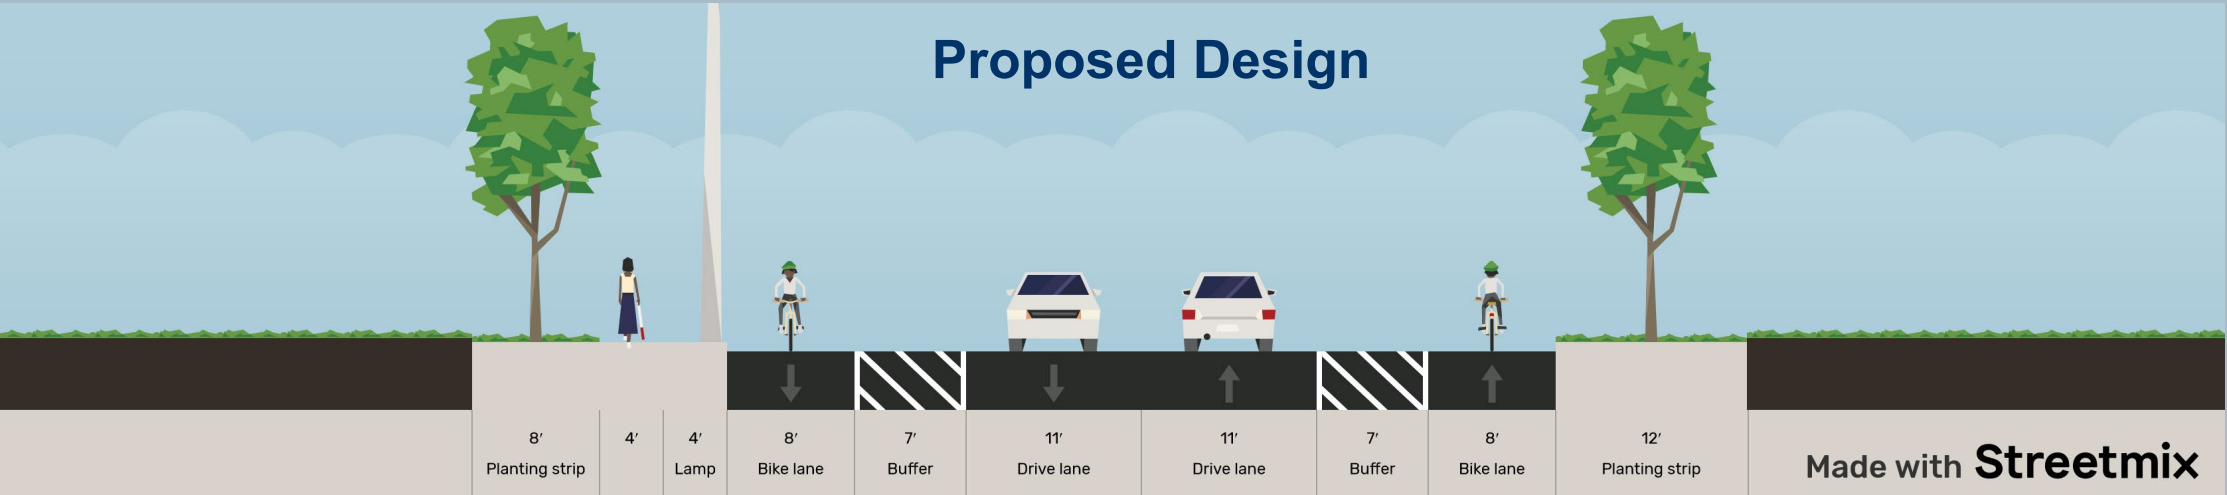 Proposed Design
8′ 4′ 4′ 8′ 7′ 11′ 11′ 7′ 8′ 12′
Planting strip Lamp Bike lane Buffer Drive lane Drive lane Buffer Bike lane Planting strip
Made with Streetmix